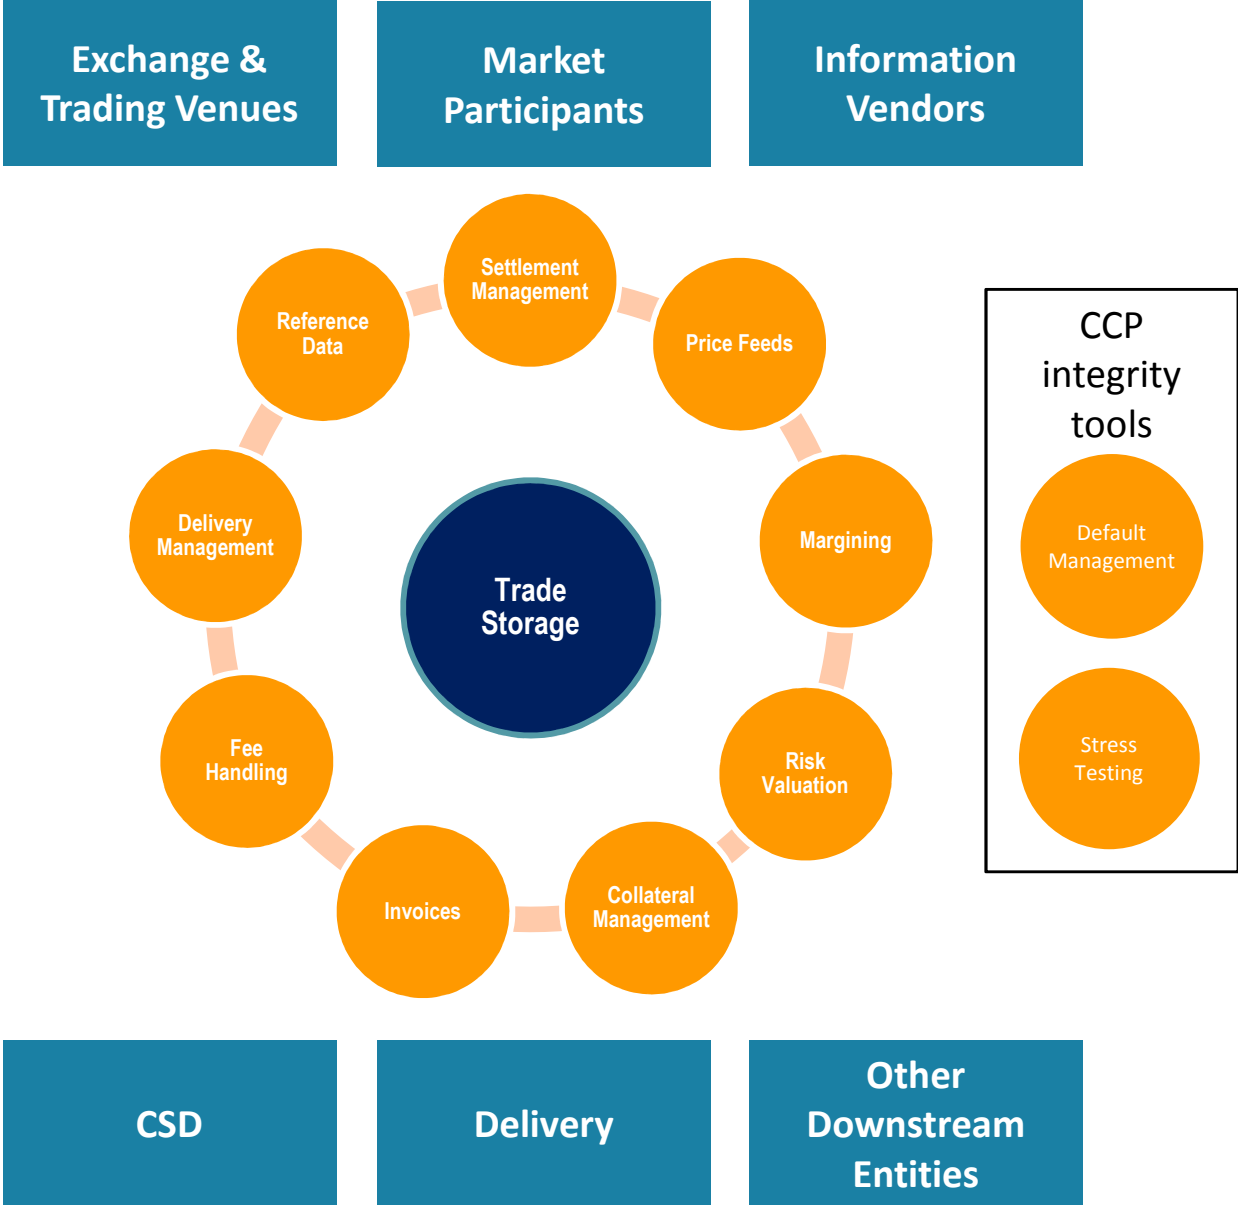 Exchange &
Trading Venues
Market
Participants
Information
Vendors
Settlement
Management
Reference
Data
Price Feeds
CCP
integrity
tools
Delivery
Management
Margining
Default
Management
Trade
Storage
Fee
Handling
Risk
Valuation
Stress
Testing
Invoices
Collateral
Management
CSD
Delivery
Other
Downstream
Entities